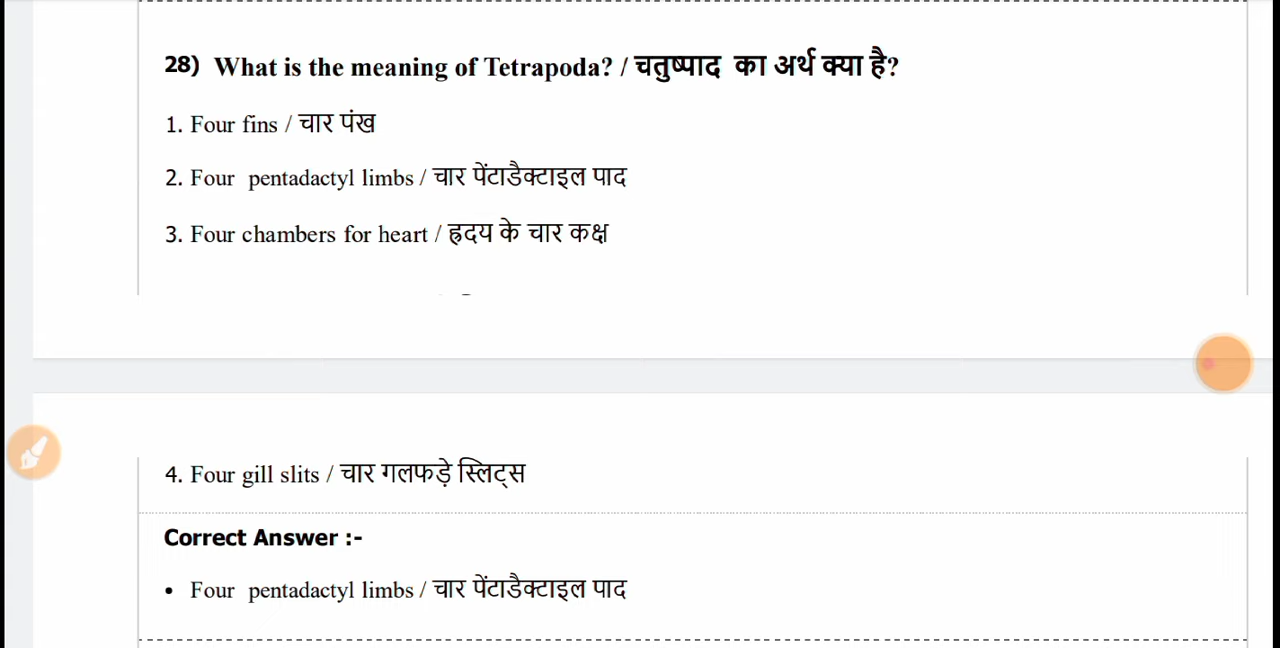 28) What is the meaning of Tetrapoda? / चतुष्पाद का अर्थ क्या है?
1. Four fins / चार पंख
2. Four pentadactyl limbs / चार पेंटाडैक्टाइल पाद
3. Four chambers for heart / ह्रदय के चार कक्ष
4. Four gill slits / चार गलफड़े स्लिट्स
Correct Answer :-
• Four pentadactyl limbs / चार पेंटाडैक्टाइल पाद